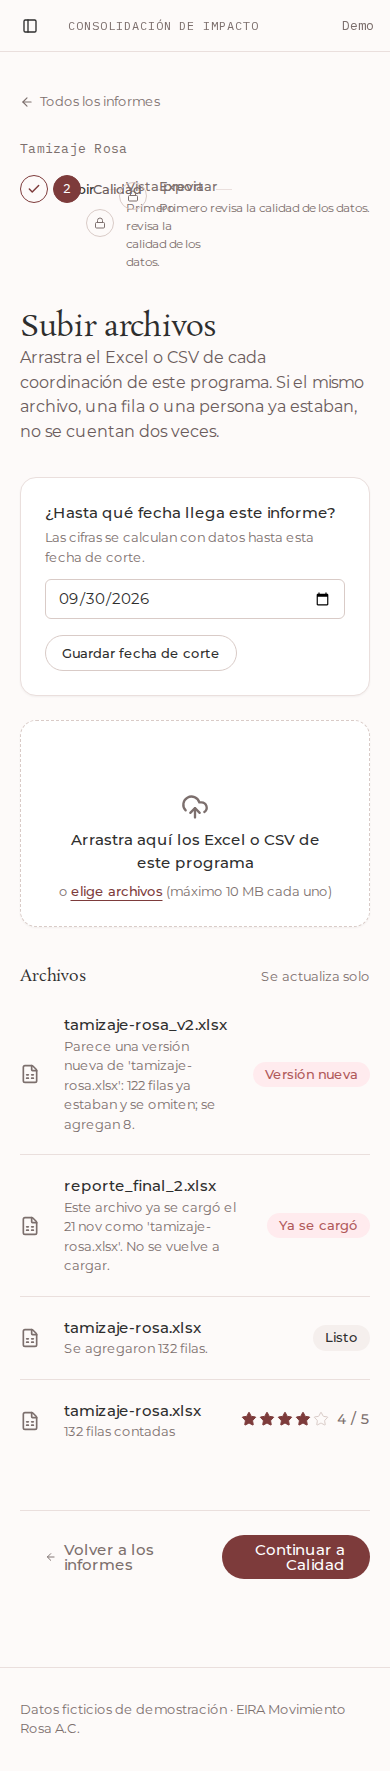 CONSOLIDACIÓN DE IMPACTO
Demo
Todos los informes
Tamizaje Rosa
2
Calidad
Primero
revisa la
calidad de los
datos.
Primero revisa la calidad de los datos.
Subir archivos
Arrastra el Excel o CSV de cada
coordinación de este programa. Si el mismo
archivo, una fila o una persona ya estaban,
no se cuentan dos veces.
¿Hasta qué fecha llega este informe?
Las cifras se calculan con datos hasta esta
fecha de corte.
09/30/2026
Guardar fecha de corte
Arrastra aquí los Excel o CSV de
este programa
o elige archivos (máximo 10 MB cada uno)
Archivos
Se actualiza solo
tamizaje-rosa_v2.xlsx
Parece una versión
nueva de 'tamizaje-
rosa.xlsx': 122 filas ya
estaban y se omiten; se
agregan 8.
Versión nueva
reporte_final_2.xlsx
Este archivo ya se cargó el
21 nov como 'tamizaje-
rosa.xlsx'. No se vuelve a
cargar.
Ya se cargó
tamizaje-rosa.xlsx
Se agregaron 132 filas.
Listo
tamizaje-rosa.xlsx
132 filas contadas
4 / 5
Volver a los
informes
Continuar a
Calidad
Datos ficticios de demostración · EIRA Movimiento
Rosa A.C.